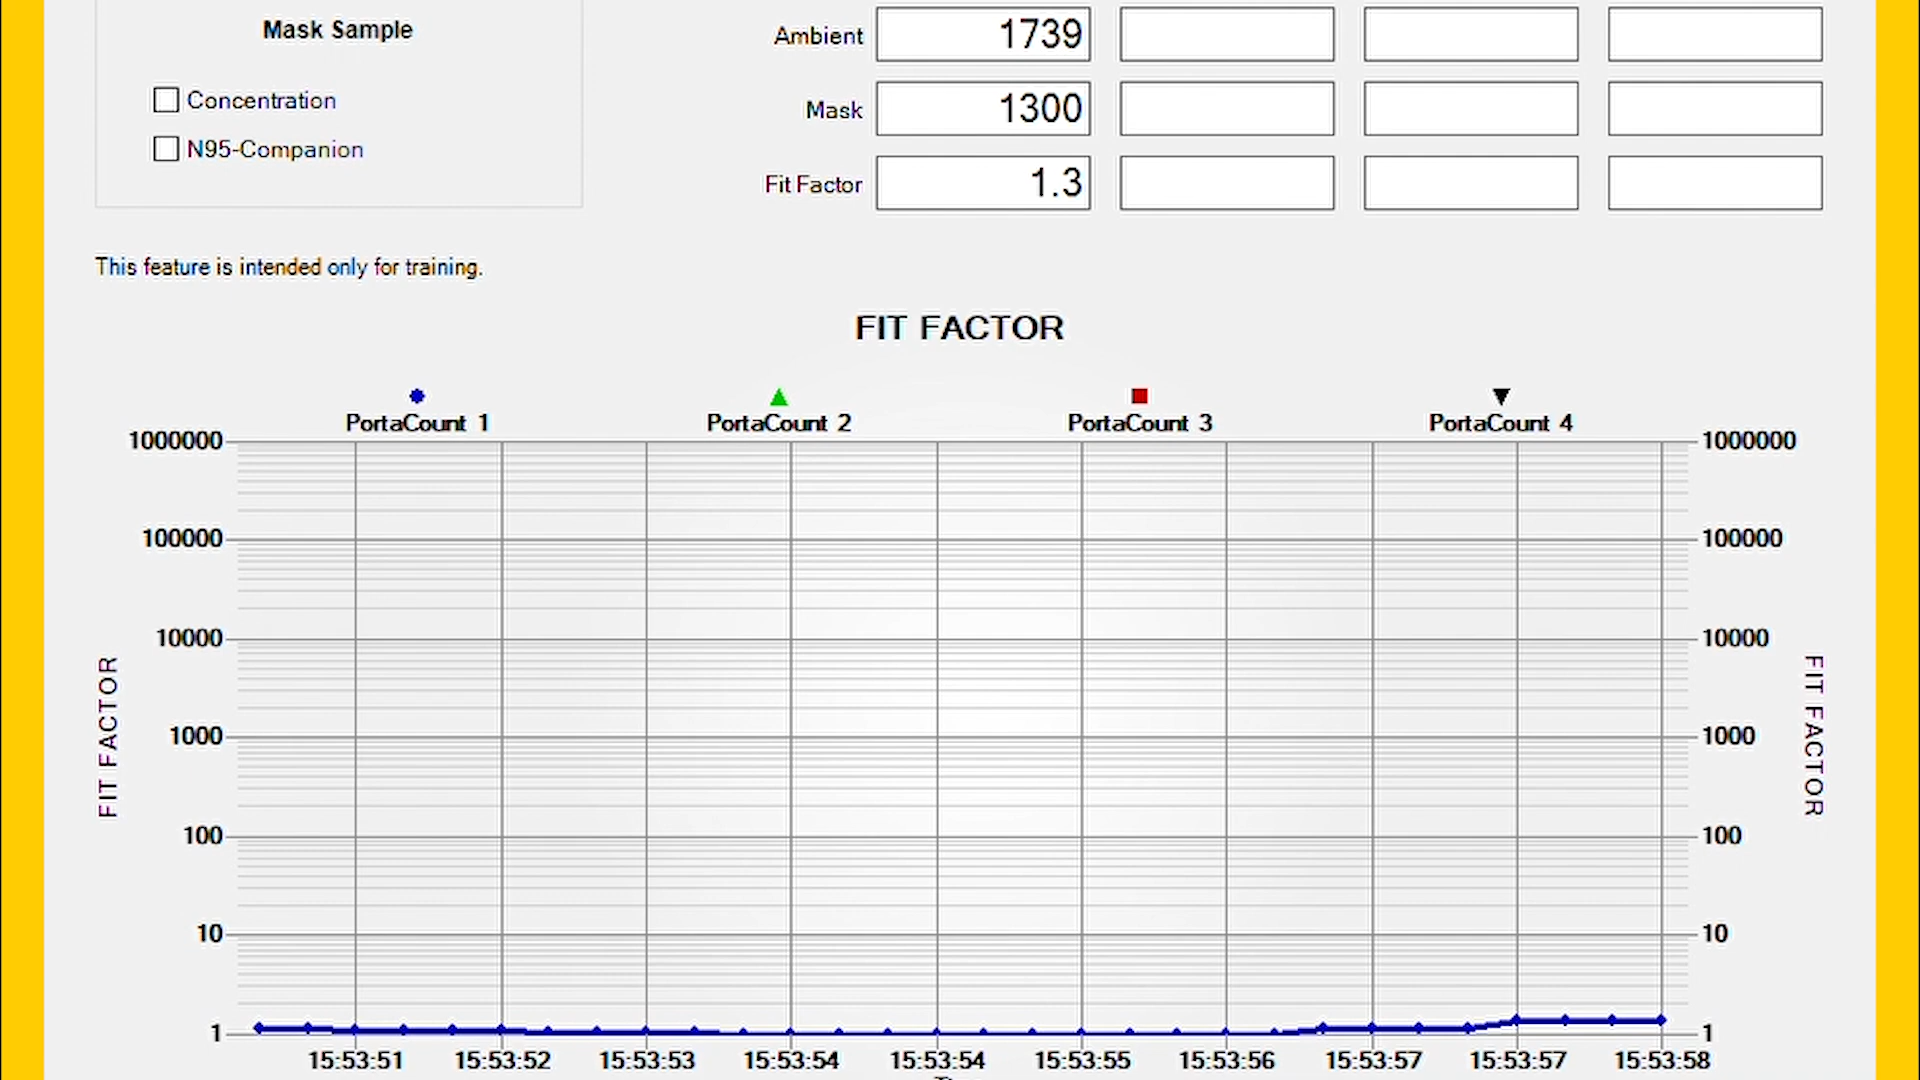 Mask Sample
Concentration
N95-Companion
Ambient 1739
Mask 1300
Fit Factor 1.3
This feature is intended only for training.
FIT FACTOR
PortaCount 1 PortaCount 2 PortaCount 3 PortaCount 4
1000000 1000000
100000 100000
10000 10000
1000 1000
100 100
10 10
1 1
FIT FACTOR
FIT FACTOR
15:53:51 15:53:52 15:53:53 15:53:54 15:53:54 15:53:55 15:53:56 15:53:57 15:53:57 15:53:58